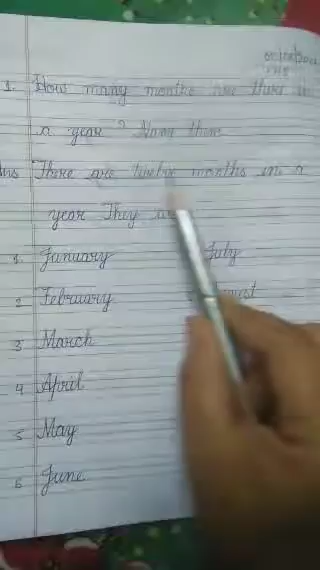 1. How many months are there in
a year? Name them
Ans There are twelve months in a
year They
1 January July
2 February
3 March
4 April
5 May
6 June